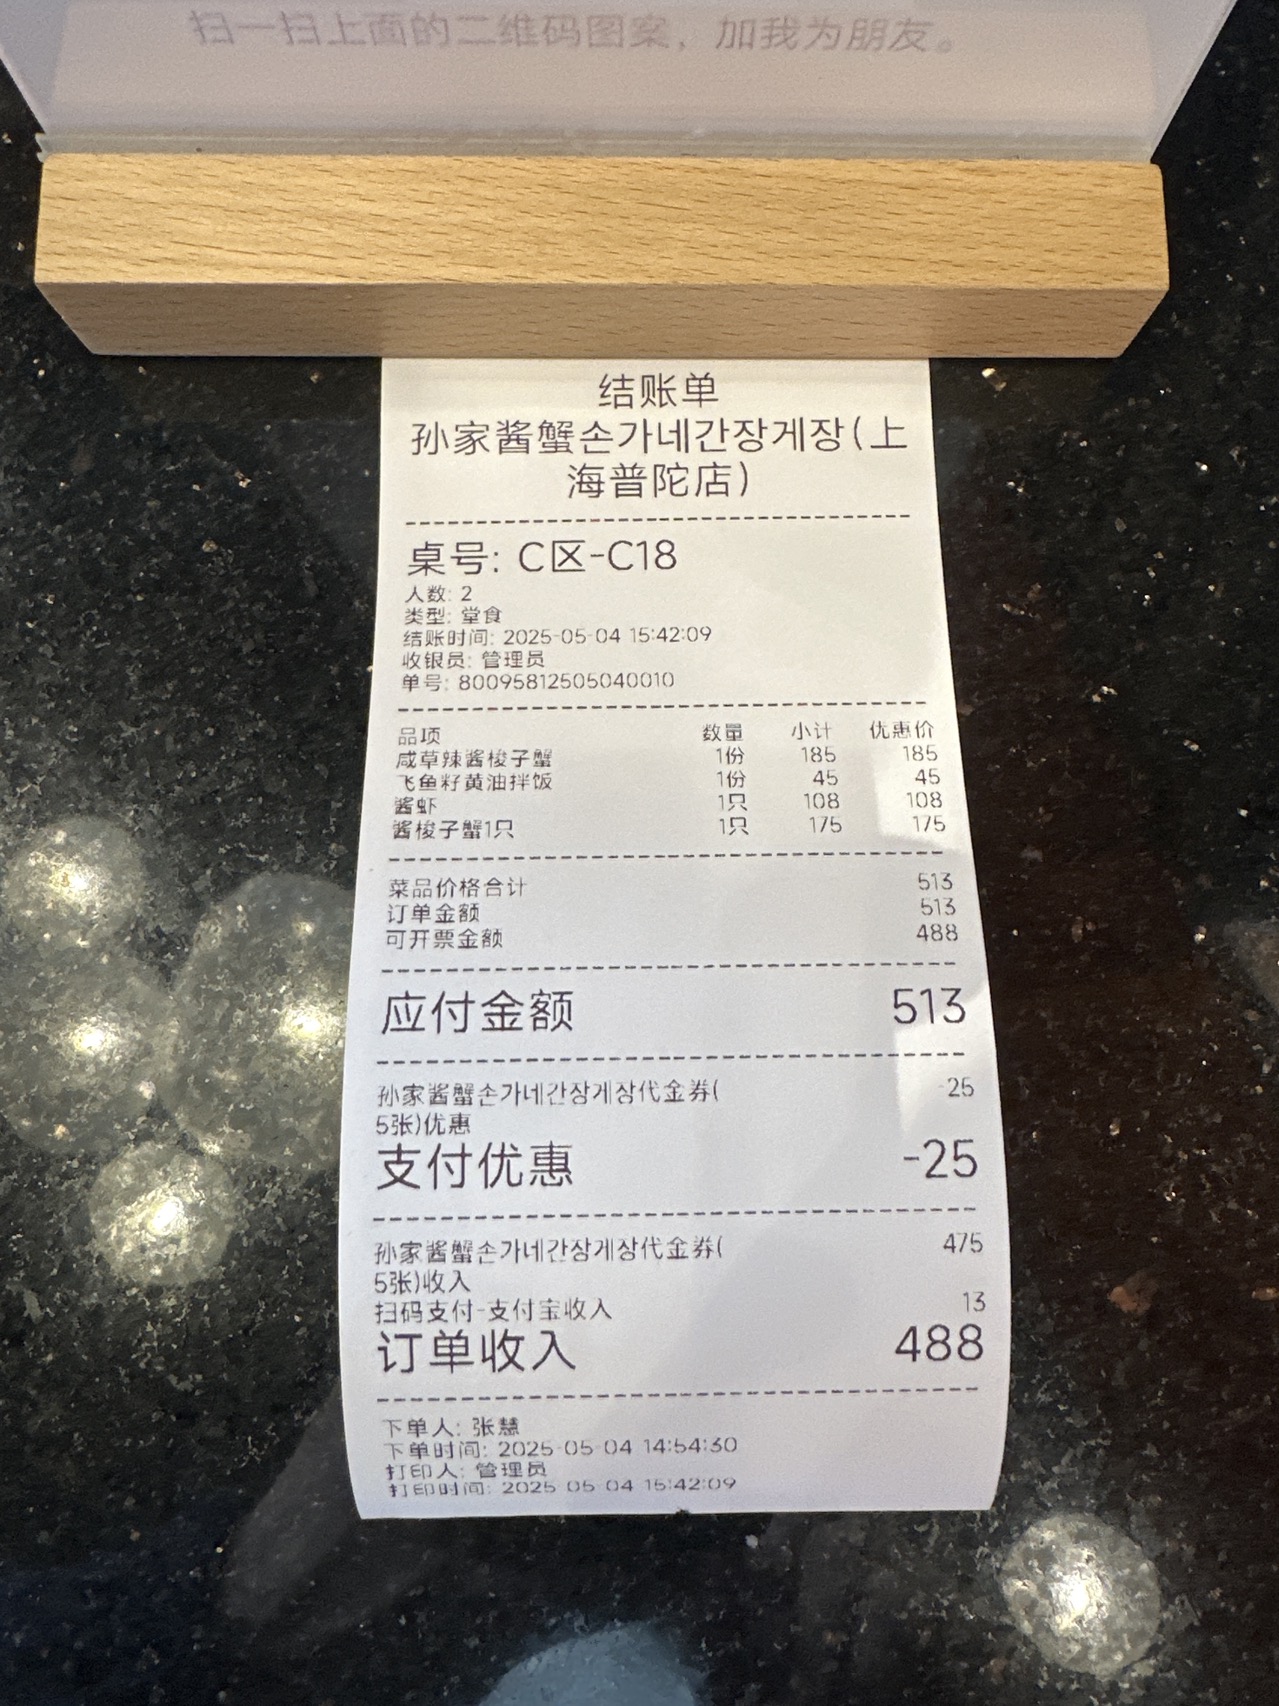 扫一扫上面的二维码图案，加我为朋友。
结账单
孙家酱蟹손가네간장게장(上
海普陀店)
桌号: C区-C18
人数: 2
类型: 堂食
结账时间: 2025-05-04 15:42:09
收银员: 管理员
单号: 80095812505040010
品项 数量 小计 优惠价
咸草辣酱梭子蟹 1份 185 185
飞鱼籽黄油拌饭 1份 45 45
酱虾 1只 108 108
酱梭子蟹1只 1只 175 175
菜品价格合计 513
订单金额 513
可开票金额 488
应付金额 513
孙家酱蟹손가네간장게장代金券( -25
5张)优惠
支付优惠 -25
孙家酱蟹손가네간장게장代金券( 475
5张)收入
扫码支付-支付宝收入 13
订单收入 488
下单人: 张慧
下单时间: 2025-05-04 14:54:30
打印人: 管理员
打印时间: 2025-05-04 15:42:09